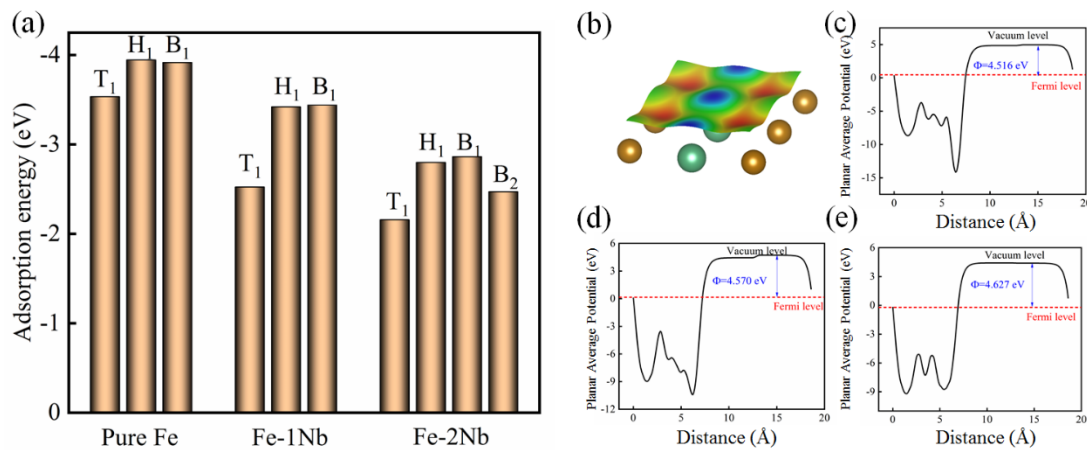 (a)
Adsorption energy (eV)
-4
-3
-2
-1
0
T1
H1
B1
T1
H1
B1
T1
H1
B1
B2
Pure Fe
Fe-1Nb
Fe-2Nb
(b)
(c)
Planar Average Potential (eV)
5
0
-5
-10
-15
Vacuum level
Φ=4.516 eV
Fermi level
0
5
10
15
20
Distance (Å)
(d)
Planar Average Potential (eV)
6
3
0
-3
-6
-9
-12
Vacuum level
Φ=4.570 eV
Fermi level
0
5
10
15
20
Distance (Å)
(e)
Planar Average Potential (eV)
6
3
0
-3
-6
-9
Vacuum level
Φ=4.627 eV
Fermi level
0
5
10
15
20
Distance (Å)